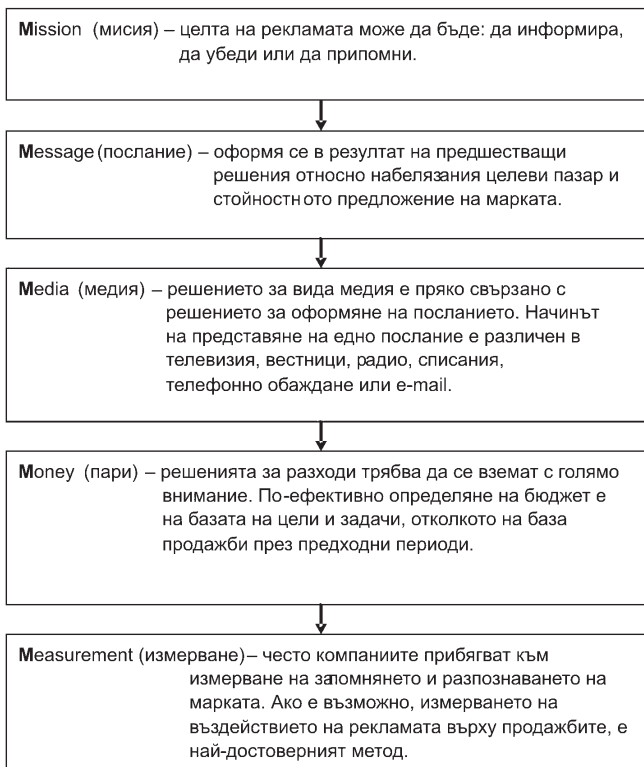 Mission (мисия) – целта на рекламата може да бъде: да информира,
да убеди или да припомни.
Message (послание) – оформя се в резултат на предшестващи
решения относно набелязания целеви пазар и
стойностното предложение на марката.
Media (медия) – решението за вида медия е пряко свързано с
решението за оформяне на посланието. Начинът
на представяне на едно послание е различен в
телевизия, вестници, радио, списания,
телефонно обаждане или e-mail.
Money (пари) – решенията за разходи трябва да се вземат с голямо
внимание. По-ефективно определяне на бюджет е
на базата на цели и задачи, отколкото на база
продажби през предходни периоди.
Measurement (измерване) – често компаниите прибягват към
измерване на запомнянето и разпознаването на
марката. Ако е възможно, измерването на
въздействието на рекламата върху продажбите, е
най-достоверният метод.